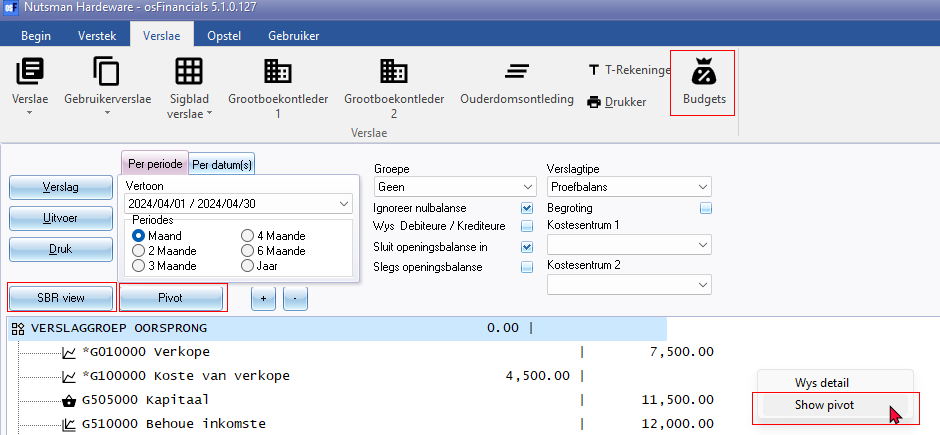 osF Nutsman Hardware - osFinancials 5.1.0.127
Begin Verstek Verslae Opstel Gebruiker
Verslae
Gebruikerverslae
Sigblad verslae
Grootboekontleder 1
Grootboekontleder 2
Ouderdomsontleding
T-Rekeninge
Drukker
Budgets
Verslae
Verslag
Uitvoer
Druk
Per periode Per datum(s)
Vertoon
2024/04/01 / 2024/04/30
Periodes
Maand 4 Maande
2 Maande 6 Maande
3 Maande Jaar
Groepe
Geen
Ignoreer nulbalanse
Wys Debiteure / Krediteure
Sluit openingsbalanse in
Slegs openingsbalanse
Verslagtipe
Proefbalans
Begroting
Kostesentrum 1
Kostesentrum 2
SBR view Pivot + -
VERSLAGGROEP OORSPRONG 0.00 |
*G010000 Verkope | 7,500.00
*G100000 Koste van verkope 4,500.00 |
G505000 Kapitaal | 11,500.00
G510000 Behoue inkomste | 12,000.00
Wys detail
Show pivot